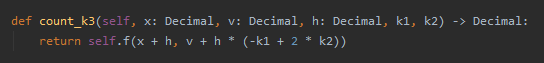 def count_k3(self, x: Decimal, v: Decimal, h: Decimal, k1, k2) -> Decimal:
    return self.f(x + h, v + h * (-k1 + 2 * k2))